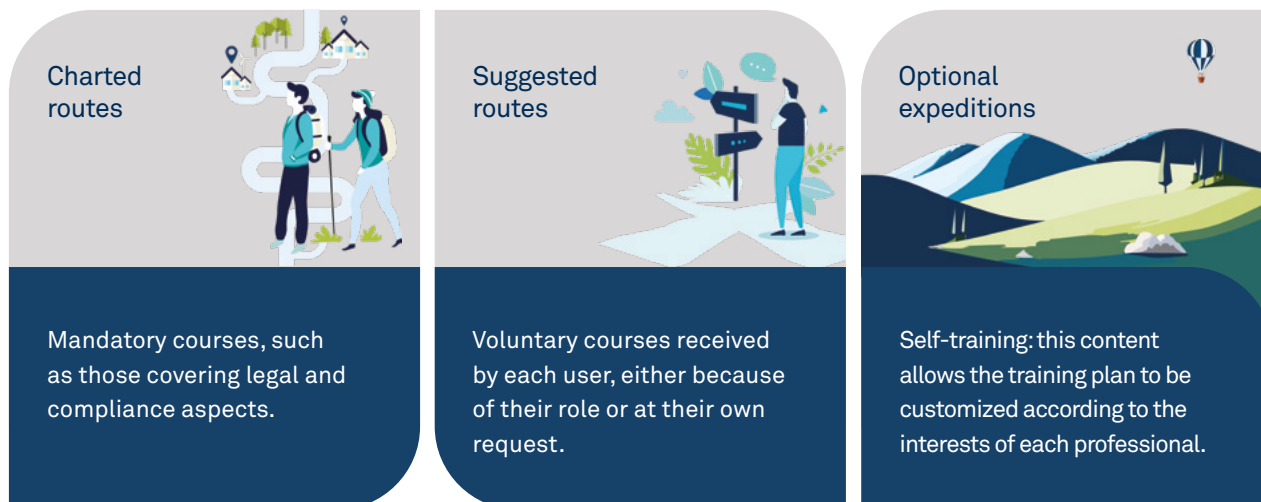 Charted
routes
Mandatory courses, such
as those covering legal and
compliance aspects.
Suggested
routes
Voluntary courses received
by each user, either because
of their role or at their own
request.
Optional
expeditions
Self-training: this content
allows the training plan to be
customized according to the
interests of each professional.